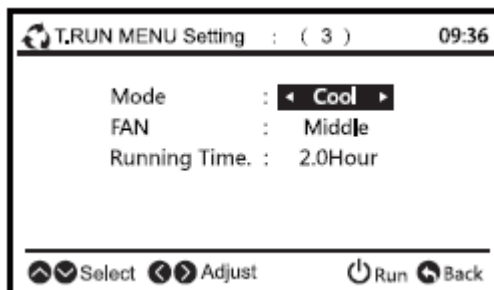 T.RUN MENU Setting : ( 3 ) 09:36
Mode : Cool
FAN : Middle
Running Time. : 2.0Hour
Select Adjust Run Back